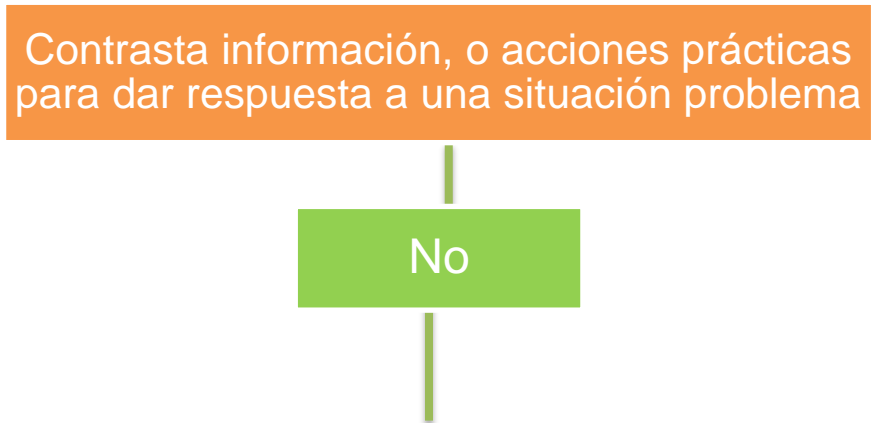 Contrasta información, o acciones prácticas
para dar respuesta a una situación problema
No